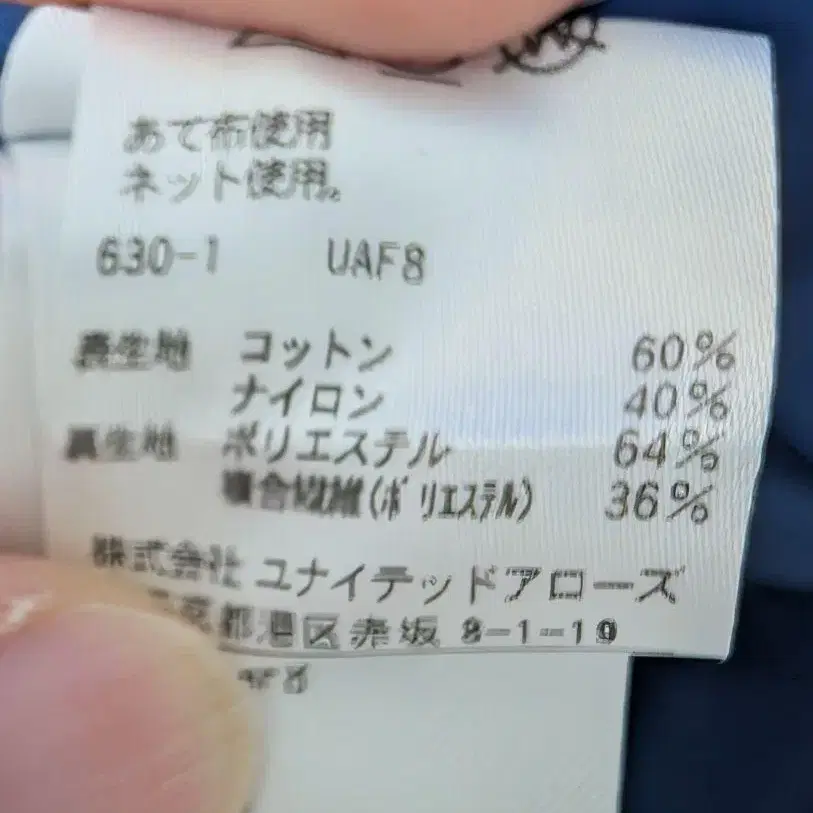 あて布使用
ネット使用。
630-1 UAF8
表生地 コットン 60%
ナイロン 40%
裏生地 ポリエステル 64%
複合繊維(ポリエステル) 36%
株式会社 ユナイテッドアローズ
京都港区赤坂 8-1-19